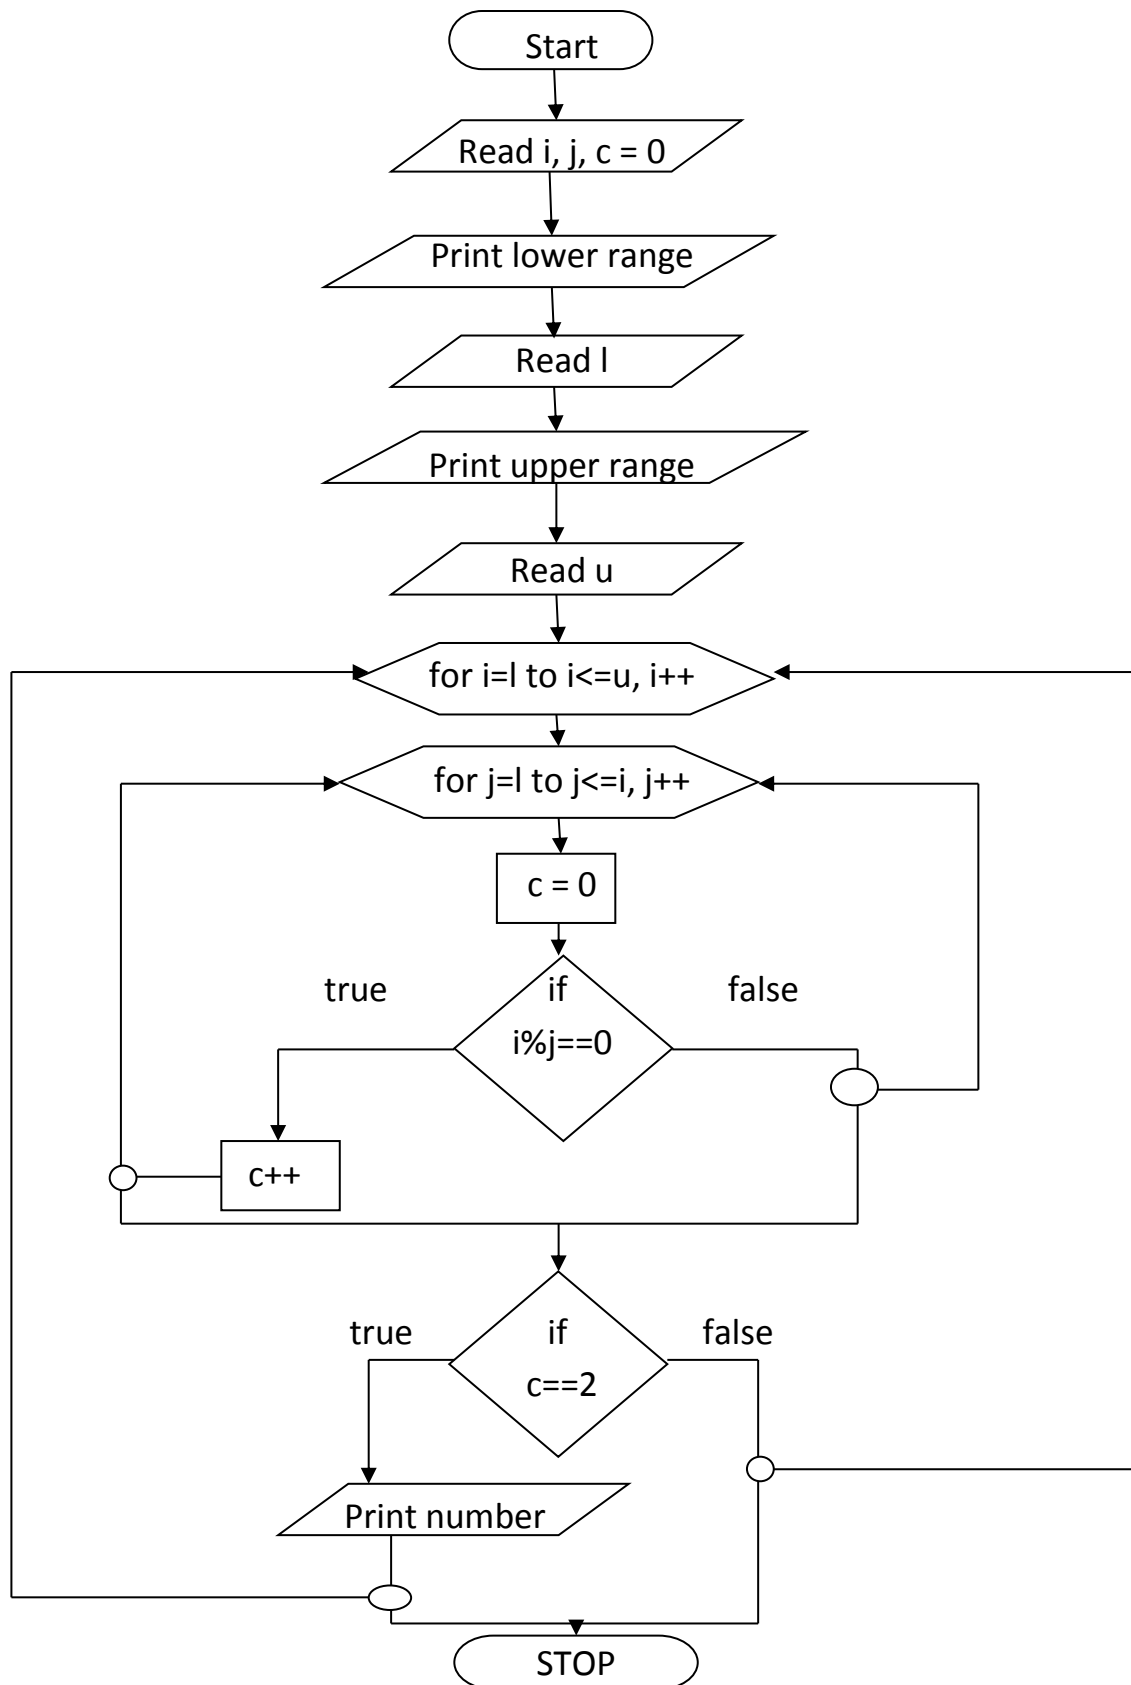 Start
Read i, j, c = 0
Print lower range
Read l
Print upper range
Read u
for i=l to i<=u, i++
for j=l to j<=i, j++
c = 0
true
if
false
i%j==0
c++
true
if
false
c==2
Print number
STOP